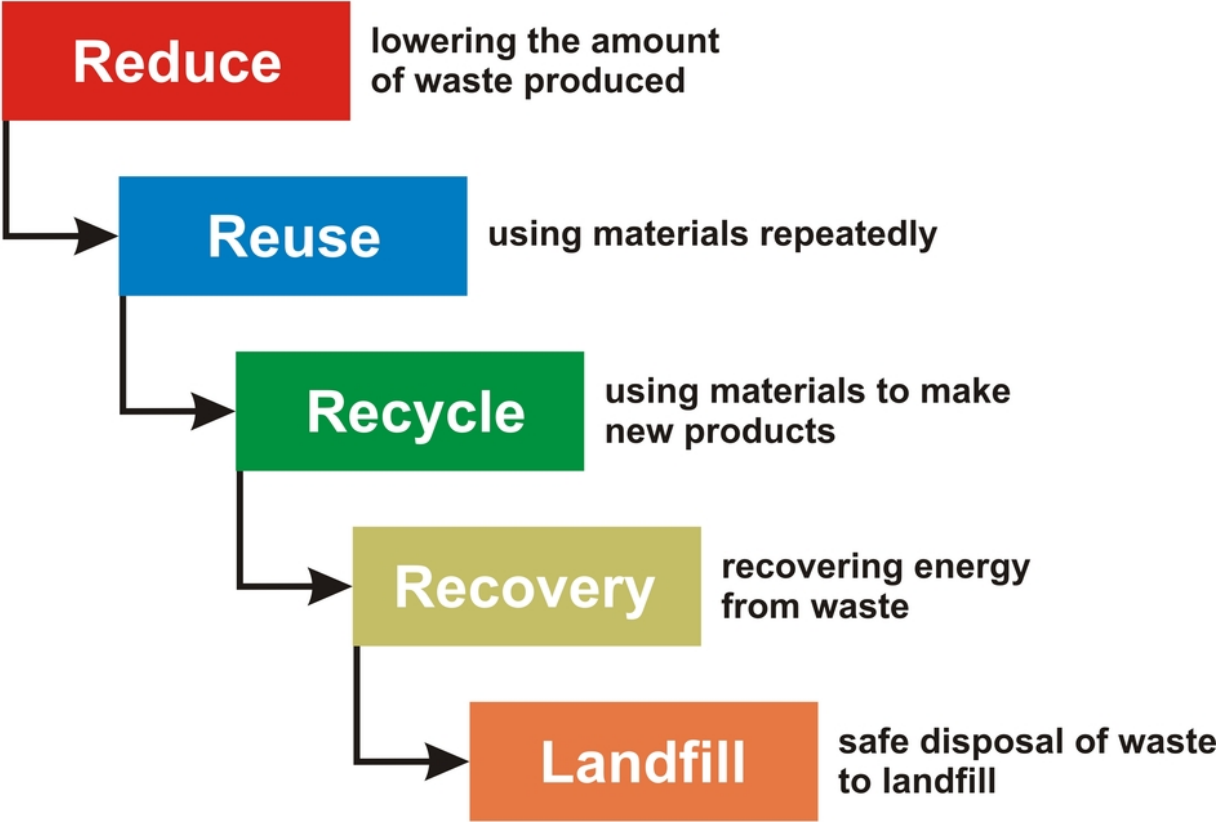 Reduce
lowering the amount
of waste produced
Reuse
using materials repeatedly
Recycle
using materials to make
new products
Recovery
recovering energy
from waste
Landfill
safe disposal of waste
to landfill